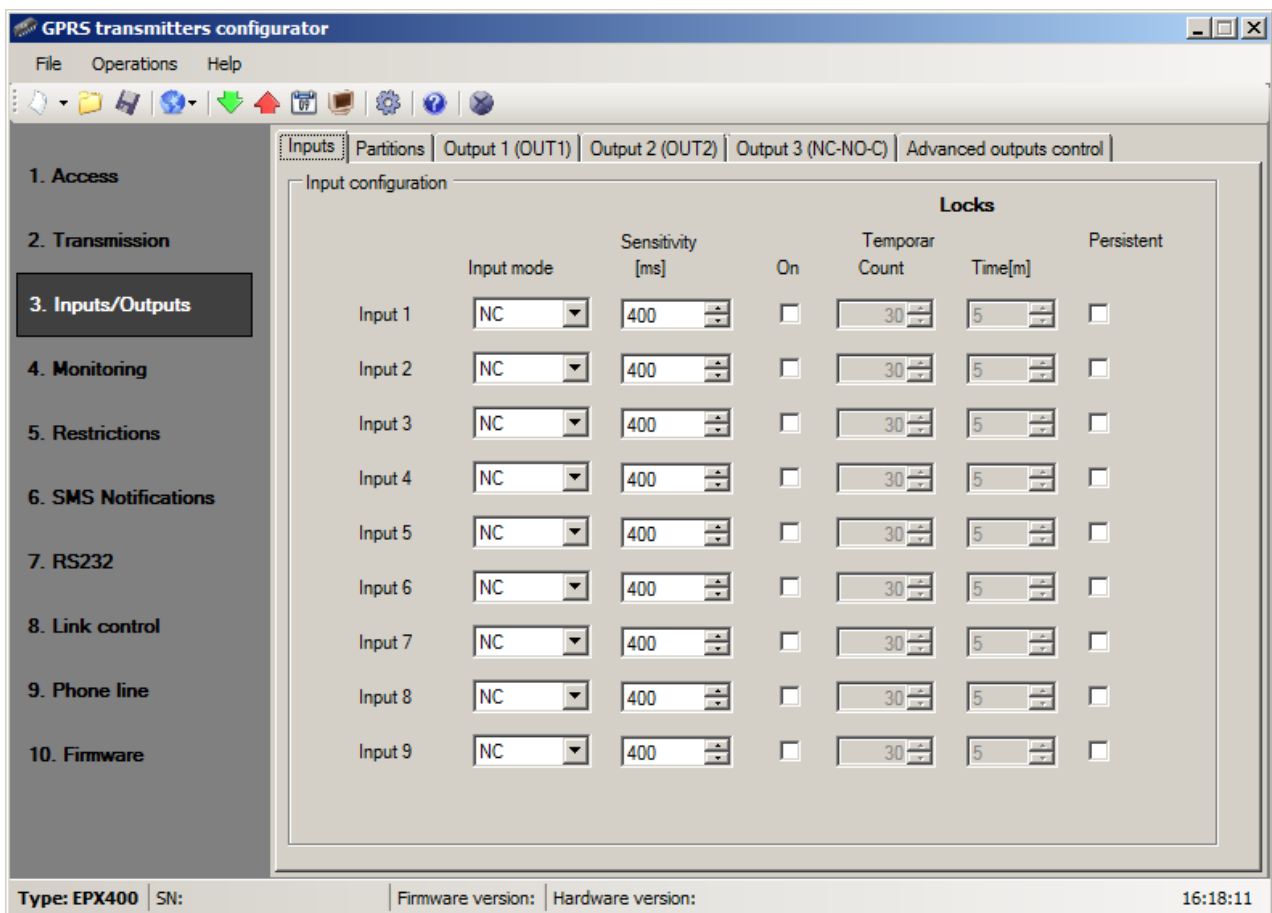 GPRS transmitters configurator
File Operations Help
09
Inputs Partitions Output 1 (OUT1) Output 2 (OUT2) Output 3 (NC-NO-C) Advanced outputs control
1. Access
2. Transmission
3. Inputs/Outputs
4. Monitoring
5. Restrictions
6. SMS Notifications
7. RS232
8. Link control
9. Phone line
10. Firmware
Input configuration
Locks
Sensitivity Temporar Persistent
Input mode [ms] On Count Time[m]
Input 1 NC 400 30 5
Input 2 NC 400 30 5
Input 3 NC 400 30 5
Input 4 NC 400 30 5
Input 5 NC 400 30 5
Input 6 NC 400 30 5
Input 7 NC 400 30 5
Input 8 NC 400 30 5
Input 9 NC 400 30 5
Type: EPX400 SN: Firmware version: Hardware version: 16:18:11